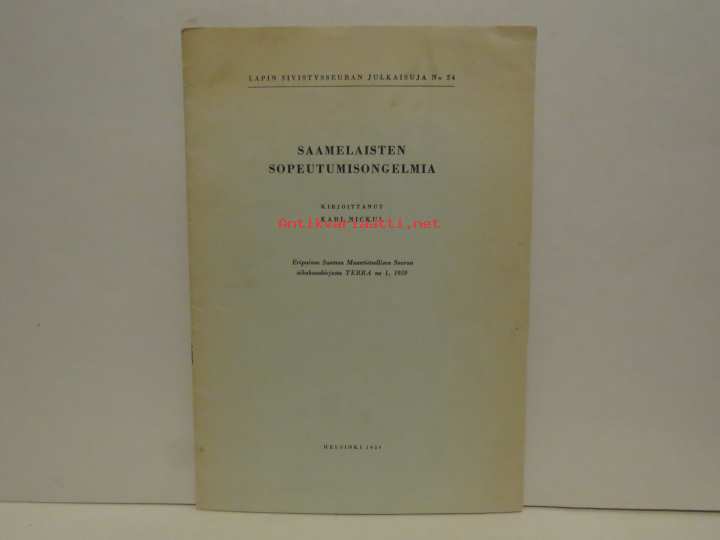 LAPIN SIVISTYSSEURAN JULKAISUJA No 24
SAAMELAISTEN
SOPEUTUMISONGELMIA
KIRJOITTANUT
KARL NICKUL
Antikvariaatti.net
Eripainos Suomen Maantieteellisen Seuran
aikakauskirjasta TERRA no 1, 1959
HELSINKI 1959